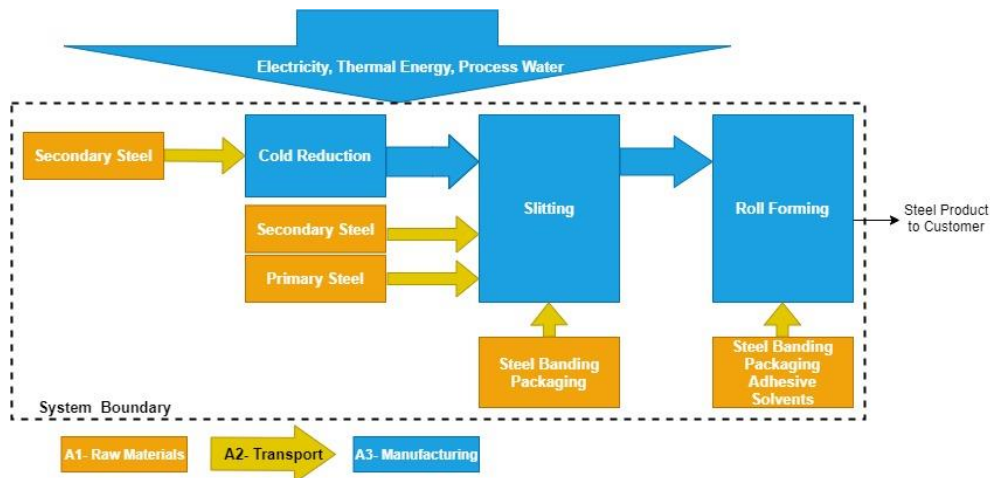 Electricity, Thermal Energy, Process Water
Secondary Steel
Cold Reduction
Slitting
Roll Forming
Steel Product
to Customer
Secondary Steel
Primary Steel
Steel Banding
Packaging
Steel Banding
Packaging
Adhesive
Solvents
System Boundary
A1- Raw Materials
A2- Transport
A3- Manufacturing